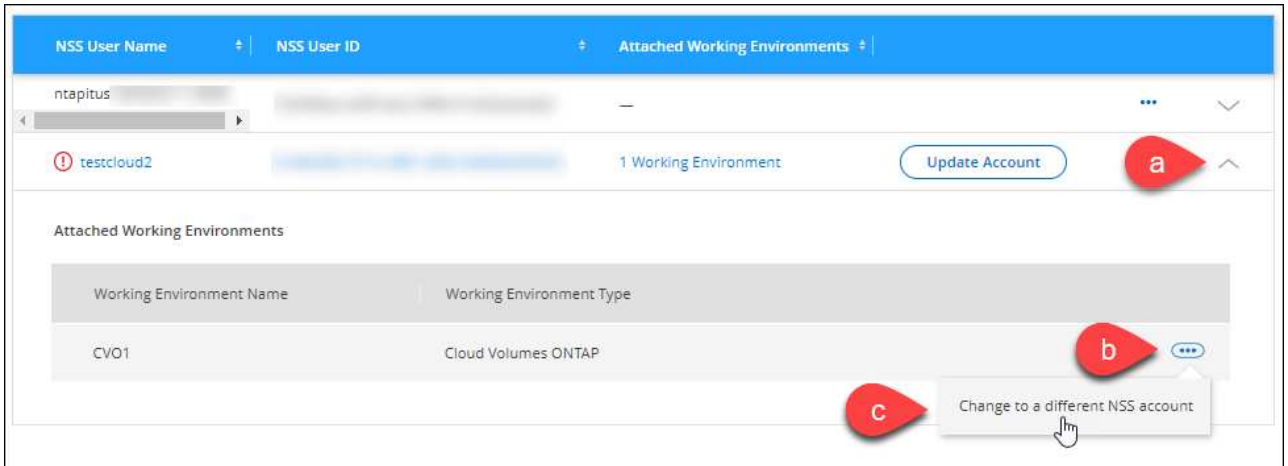 NSS User Name NSS User ID Attached Working Environments
ntapitus —
testcloud2 1 Working Environment Update Account a
Attached Working Environments
Working Environment Name Working Environment Type
CVO1 Cloud Volumes ONTAP b
c Change to a different NSS account